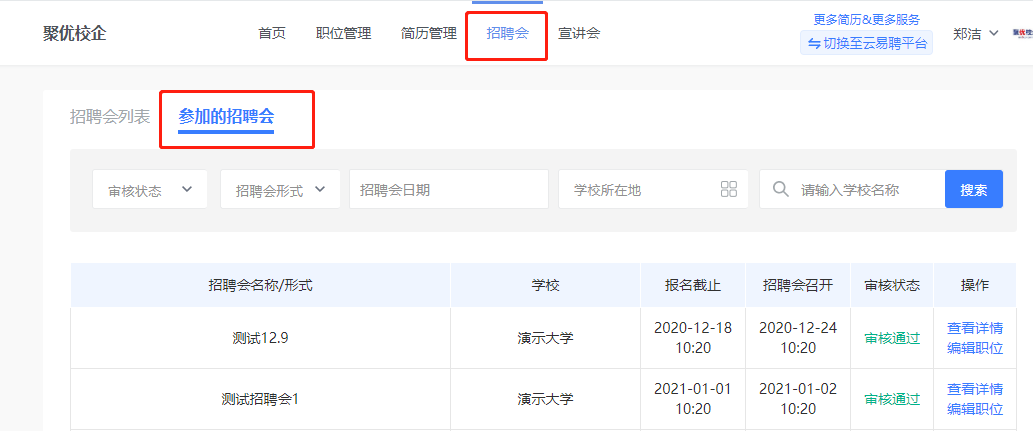 聚优校企
首页
职位管理
简历管理
招聘会
宣讲会
更多简历&更多服务
切换至云易聘平台
郑洁
招聘会列表
参加的招聘会
审核状态
招聘会形式
招聘会日期
学校所在地
请输入学校名称
搜索
招聘会名称/形式
学校
报名截止
招聘会召开
审核状态
操作
测试12.9
演示大学
2020-12-18
10:20
2020-12-24
10:20
审核通过
查看详情
编辑职位
测试招聘会1
演示大学
2021-01-01
10:20
2021-01-02
10:20
审核通过
查看详情
编辑职位